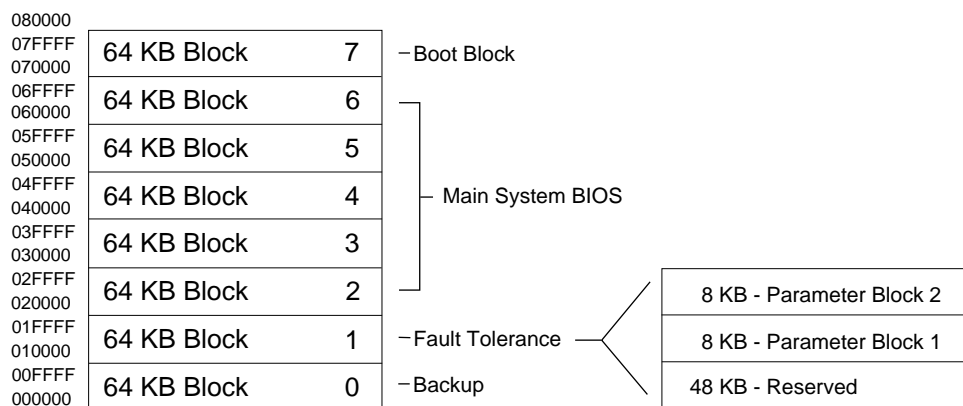 080000
07FFFF
64 KB Block 7
Boot Block
070000
06FFFF
64 KB Block 6
060000
05FFFF
64 KB Block 5
050000
04FFFF
64 KB Block 4
Main System BIOS
040000
03FFFF
64 KB Block 3
030000
02FFFF
64 KB Block 2
8 KB - Parameter Block 2
020000
01FFFF
64 KB Block 1
Fault Tolerance
8 KB - Parameter Block 1
010000
00FFFF
64 KB Block 0
Backup
48 KB - Reserved
000000